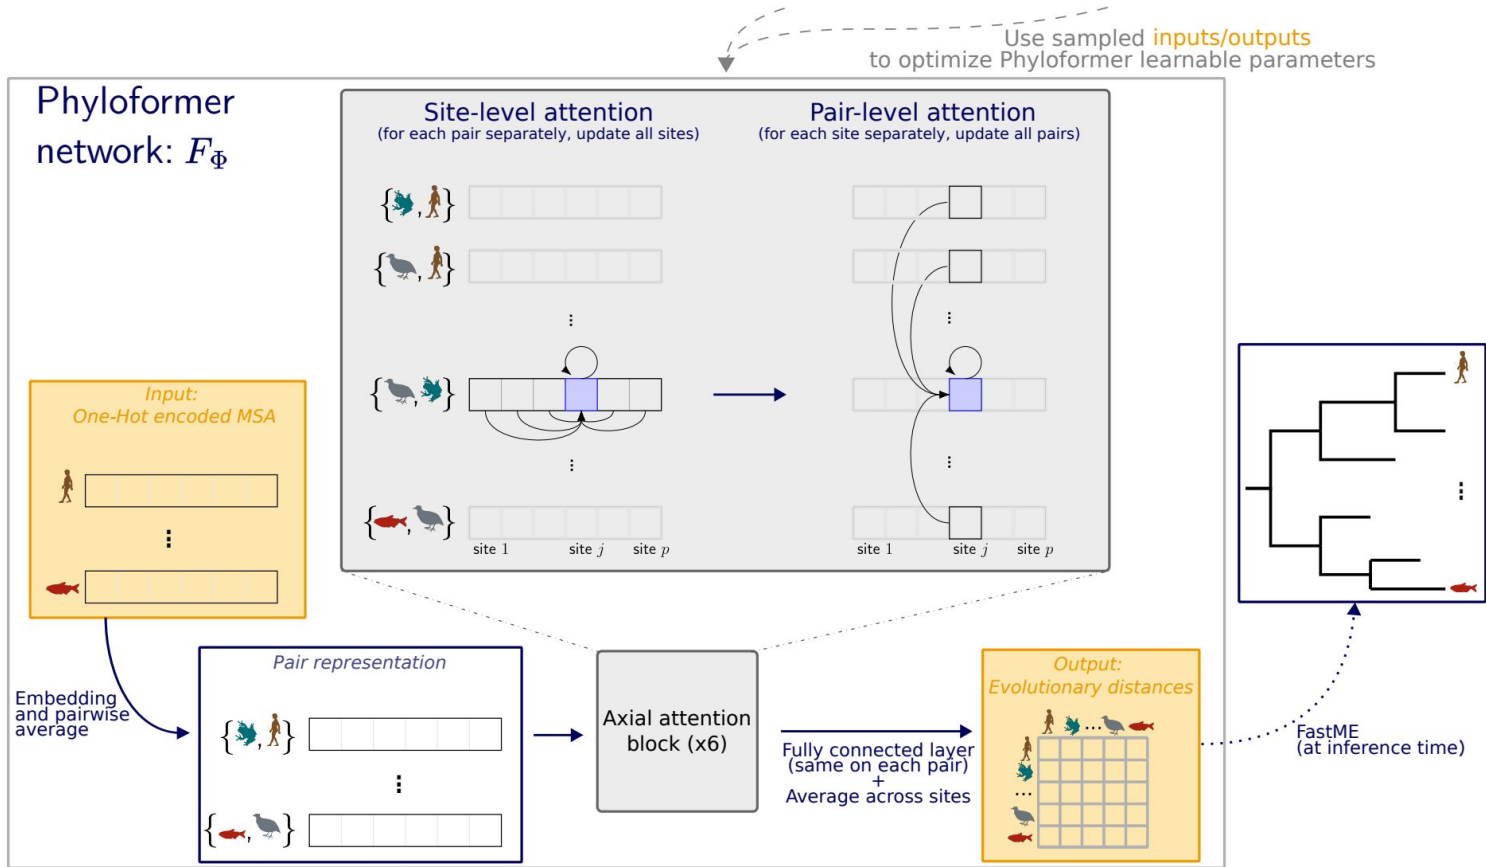 Use sampled inputs/outputs
to optimize Phyloformer learnable parameters
Phyloformer
network: F_Φ
Site-level attention
(for each pair separately, update all sites)
Pair-level attention
(for each site separately, update all pairs)
{ , }
{ , }
...
...
{ , }
...
...
{ , }
site 1
site j
site p
site 1
site j
site p
Input:
One-Hot encoded MSA
...
Embedding
and pairwise
average
Pair representation
{ , }
...
{ , }
Axial attention
block (x6)
Fully connected layer
(same on each pair)
+
Average across sites
Output:
Evolutionary distances
...
...
FastME
(at inference time)
...